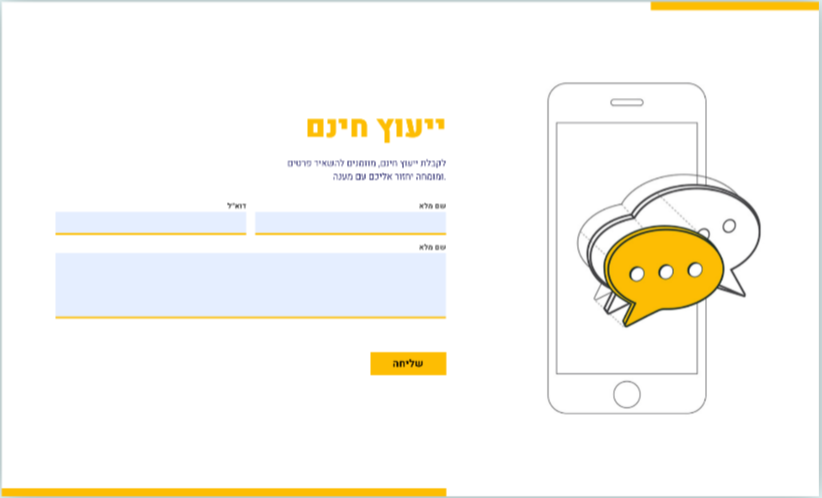 ייעוץ חינם
לקבלת ייעוץ חינם, מוזמנים להשאיר פרטים
ומומחה יחזור אליכם עם מענה.
שם מלא
דוא"ל
שם מלא
שליחה